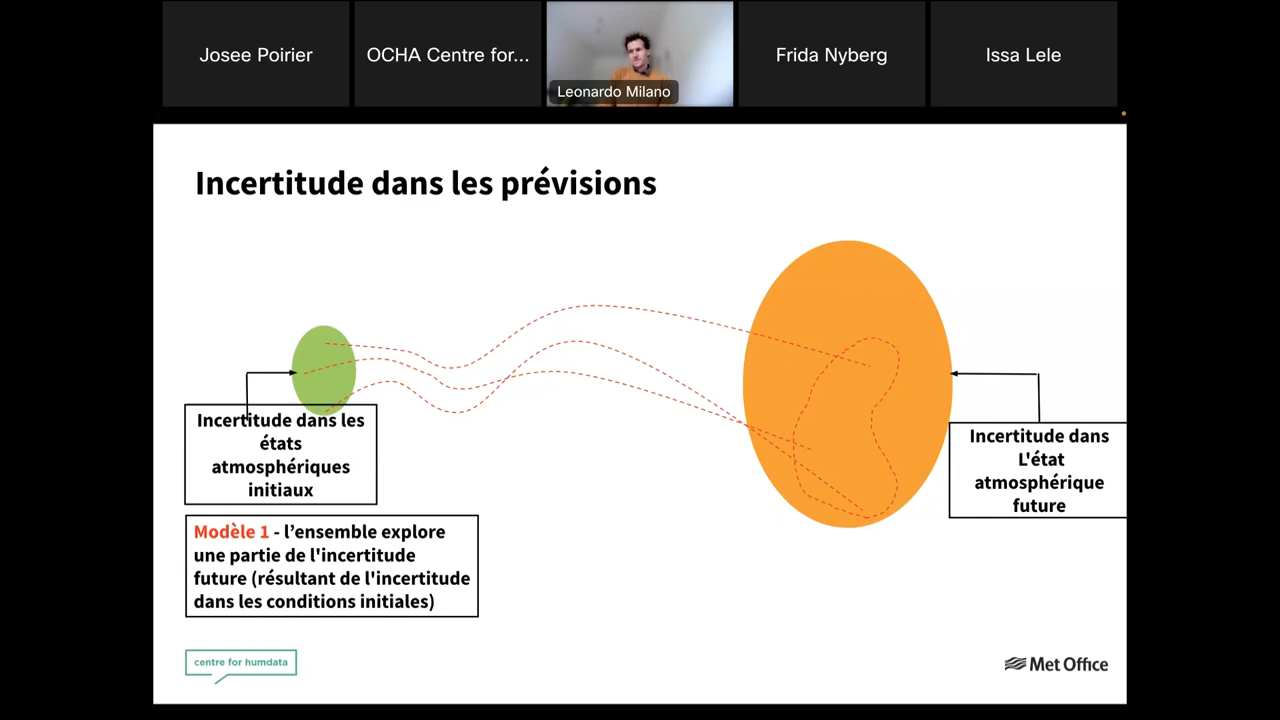 Josee Poirier
OCHA Centre for...
Leonardo Milano
Frida Nyberg
Issa Lele
Incertitude dans les prévisions
Incertitude dans les
états
atmosphériques
initiaux
Incertitude dans
L'état
atmosphérique
future
Modèle 1 - l’ensemble explore
une partie de l'incertitude
future (résultant de l'incertitude
dans les conditions initiales)
centre for humdata
Met Office